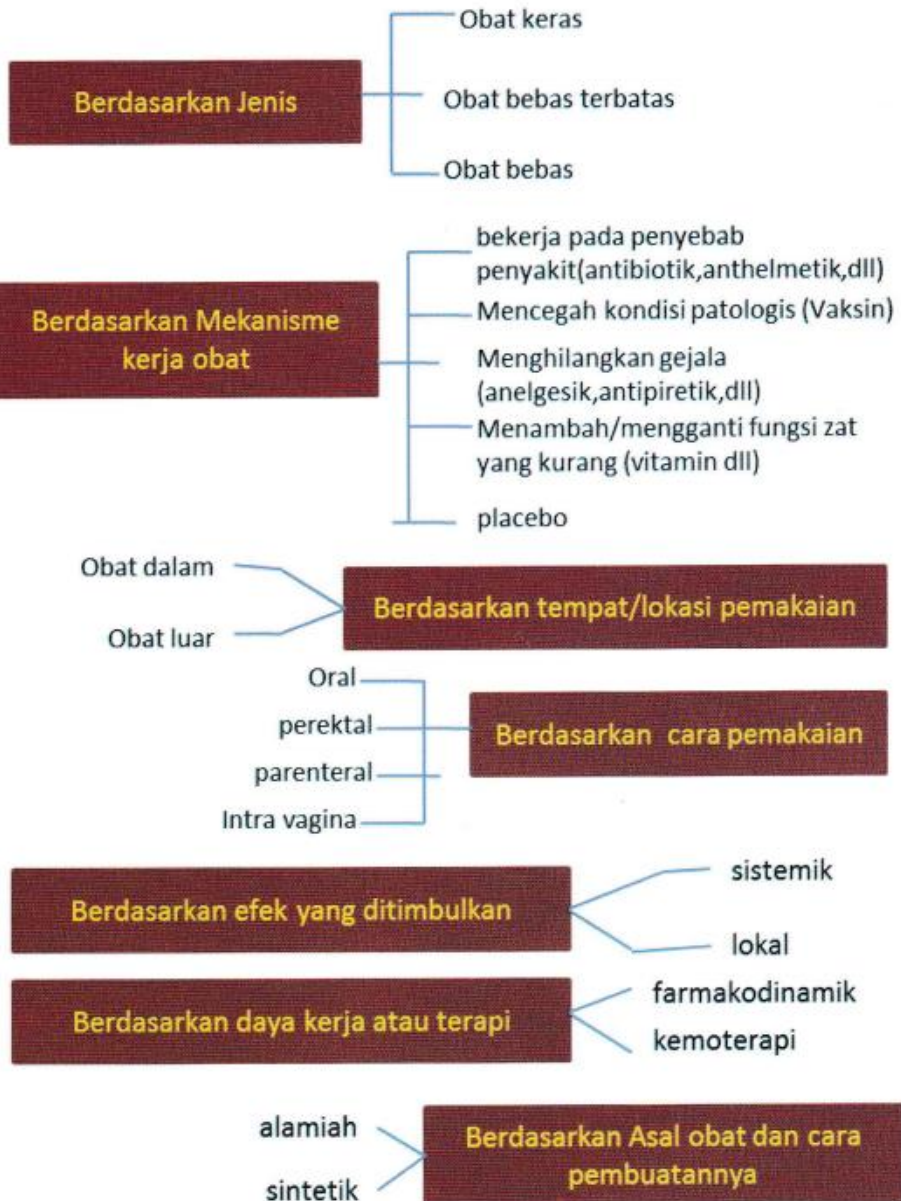 Obat keras
Berdasarkan Jenis
Obat bebas terbatas
Obat bebas
bekerja pada penyebab
penyakit(antibiotik,anthelmetik,dll)
Berdasarkan Mekanisme
kerja obat
Mencegah kondisi patologis (Vaksin)
Menghilangkan gejala
(anelgesik,antipiretik,dll)
Menambah/mengganti fungsi zat
yang kurang (vitamin dll)
placebo
Obat dalam
Berdasarkan tempat/lokasi pemakaian
Obat luar
Oral
perektal
Berdasarkan cara pemakaian
parenteral
Intra vagina
sistemik
Berdasarkan efek yang ditimbulkan
lokal
farmakodinamik
Berdasarkan daya kerja atau terapi
kemoterapi
alamiah
Berdasarkan Asal obat dan cara
pembuatannya
sintetik